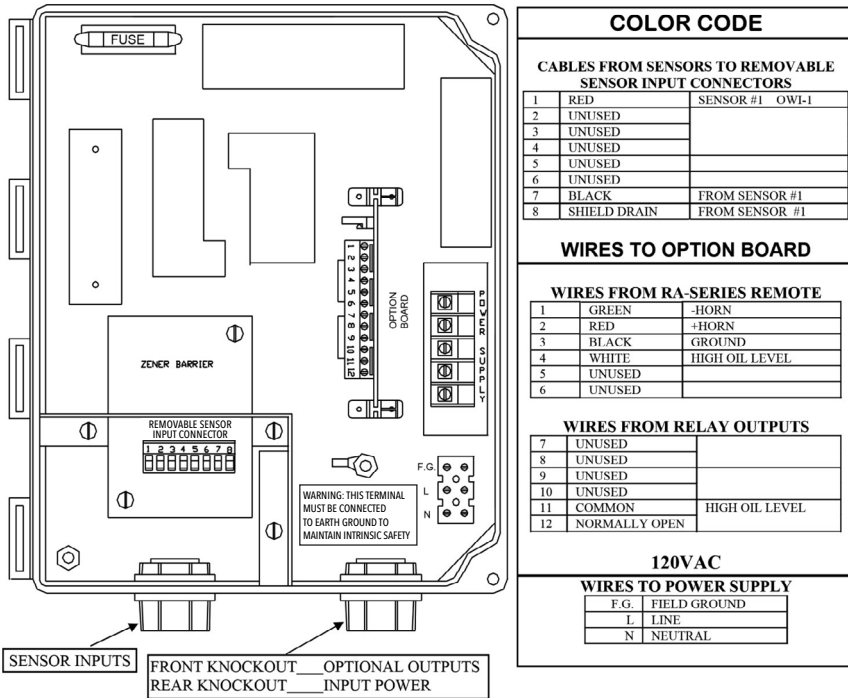 FUSE
1
2
3
4
5
6
7
8
9
10
11
12
OPTION
BOARD
POWER SUPPLY
ZENER BARRIER
REMOVABLE SENSOR
INPUT CONNECTOR
1 2 3 4 5 6 7 8
F.G.
L
N
WARNING: THIS TERMINAL
MUST BE CONNECTED
TO EARTH GROUND TO
MAINTAIN INTRINSIC SAFETY
SENSOR INPUTS
FRONT KNOCKOUT___OPTIONAL OUTPUTS
REAR KNOCKOUT____INPUT POWER
COLOR CODE
CABLES FROM SENSORS TO REMOVABLE
SENSOR INPUT CONNECTORS
1 RED SENSOR #1 OWI-1
2 UNUSED
3 UNUSED
4 UNUSED
5 UNUSED
6 UNUSED
7 BLACK FROM SENSOR #1
8 SHIELD DRAIN FROM SENSOR #1
WIRES TO OPTION BOARD
WIRES FROM RA-SERIES REMOTE
1 GREEN -HORN
2 RED +HORN
3 BLACK GROUND
4 WHITE HIGH OIL LEVEL
5 UNUSED
6 UNUSED
WIRES FROM RELAY OUTPUTS
7 UNUSED
8 UNUSED
9 UNUSED
10 UNUSED
11 COMMON HIGH OIL LEVEL
12 NORMALLY OPEN
120VAC
WIRES TO POWER SUPPLY
F.G. FIELD GROUND
L LINE
N NEUTRAL